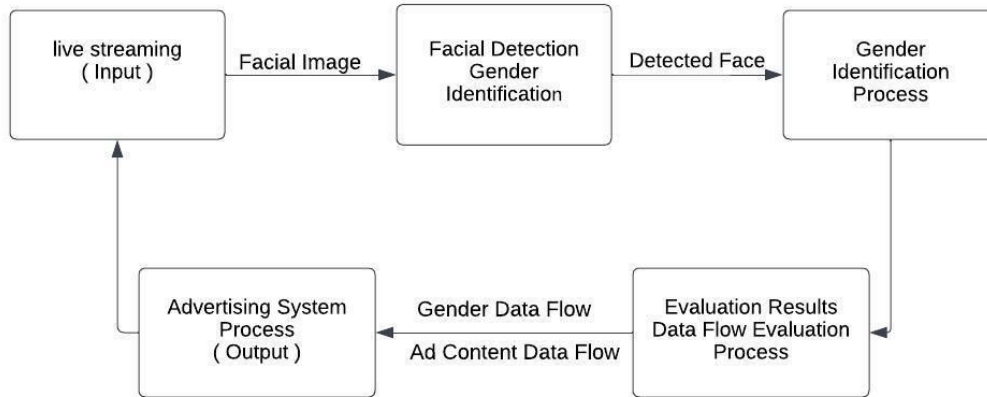 live streaming
( Input )
Facial Image
Facial Detection
Gender
Identification
Detected Face
Gender
Identification
Process
Advertising System
Process
( Output )
Gender Data Flow
Ad Content Data Flow
Evaluation Results
Data Flow Evaluation
Process